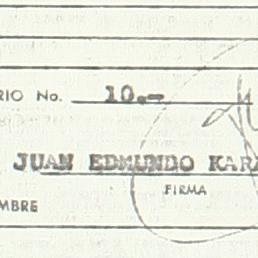 RIO No. 10.-
JUAN EDMUNDO KAR
FIRMA
MBRE